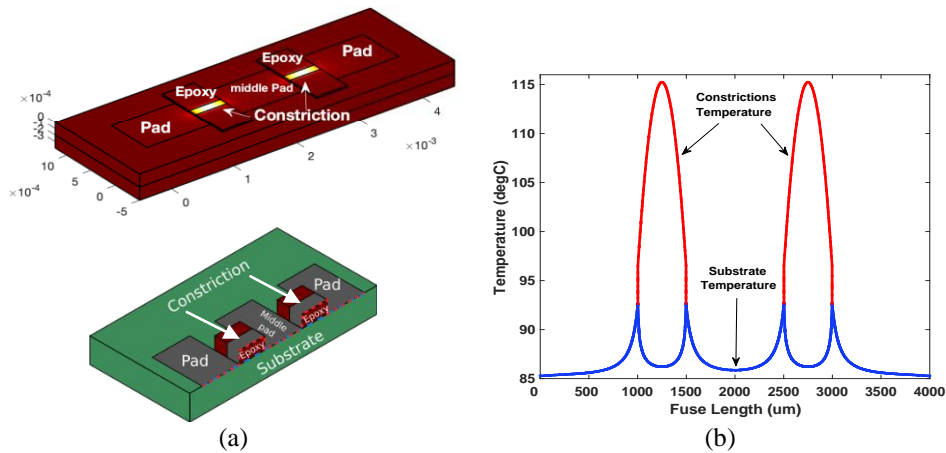 Epoxy
Pad
Epoxy
middle Pad
Constriction
Pad
×10⁻⁴
0
-1
-2
-3
10
5
0
-5
×10⁻⁴
0
1
2
3
4
×10⁻³
Constriction
Pad
Epoxy
Middle
pad
Epoxy
Pad
Substrate
(a)
115
110
105
100
95
90
85
Temperature (degC)
Constrictions
Temperature
Substrate
Temperature
0 500 1000 1500 2000 2500 3000 3500 4000
Fuse Length (um)
(b)